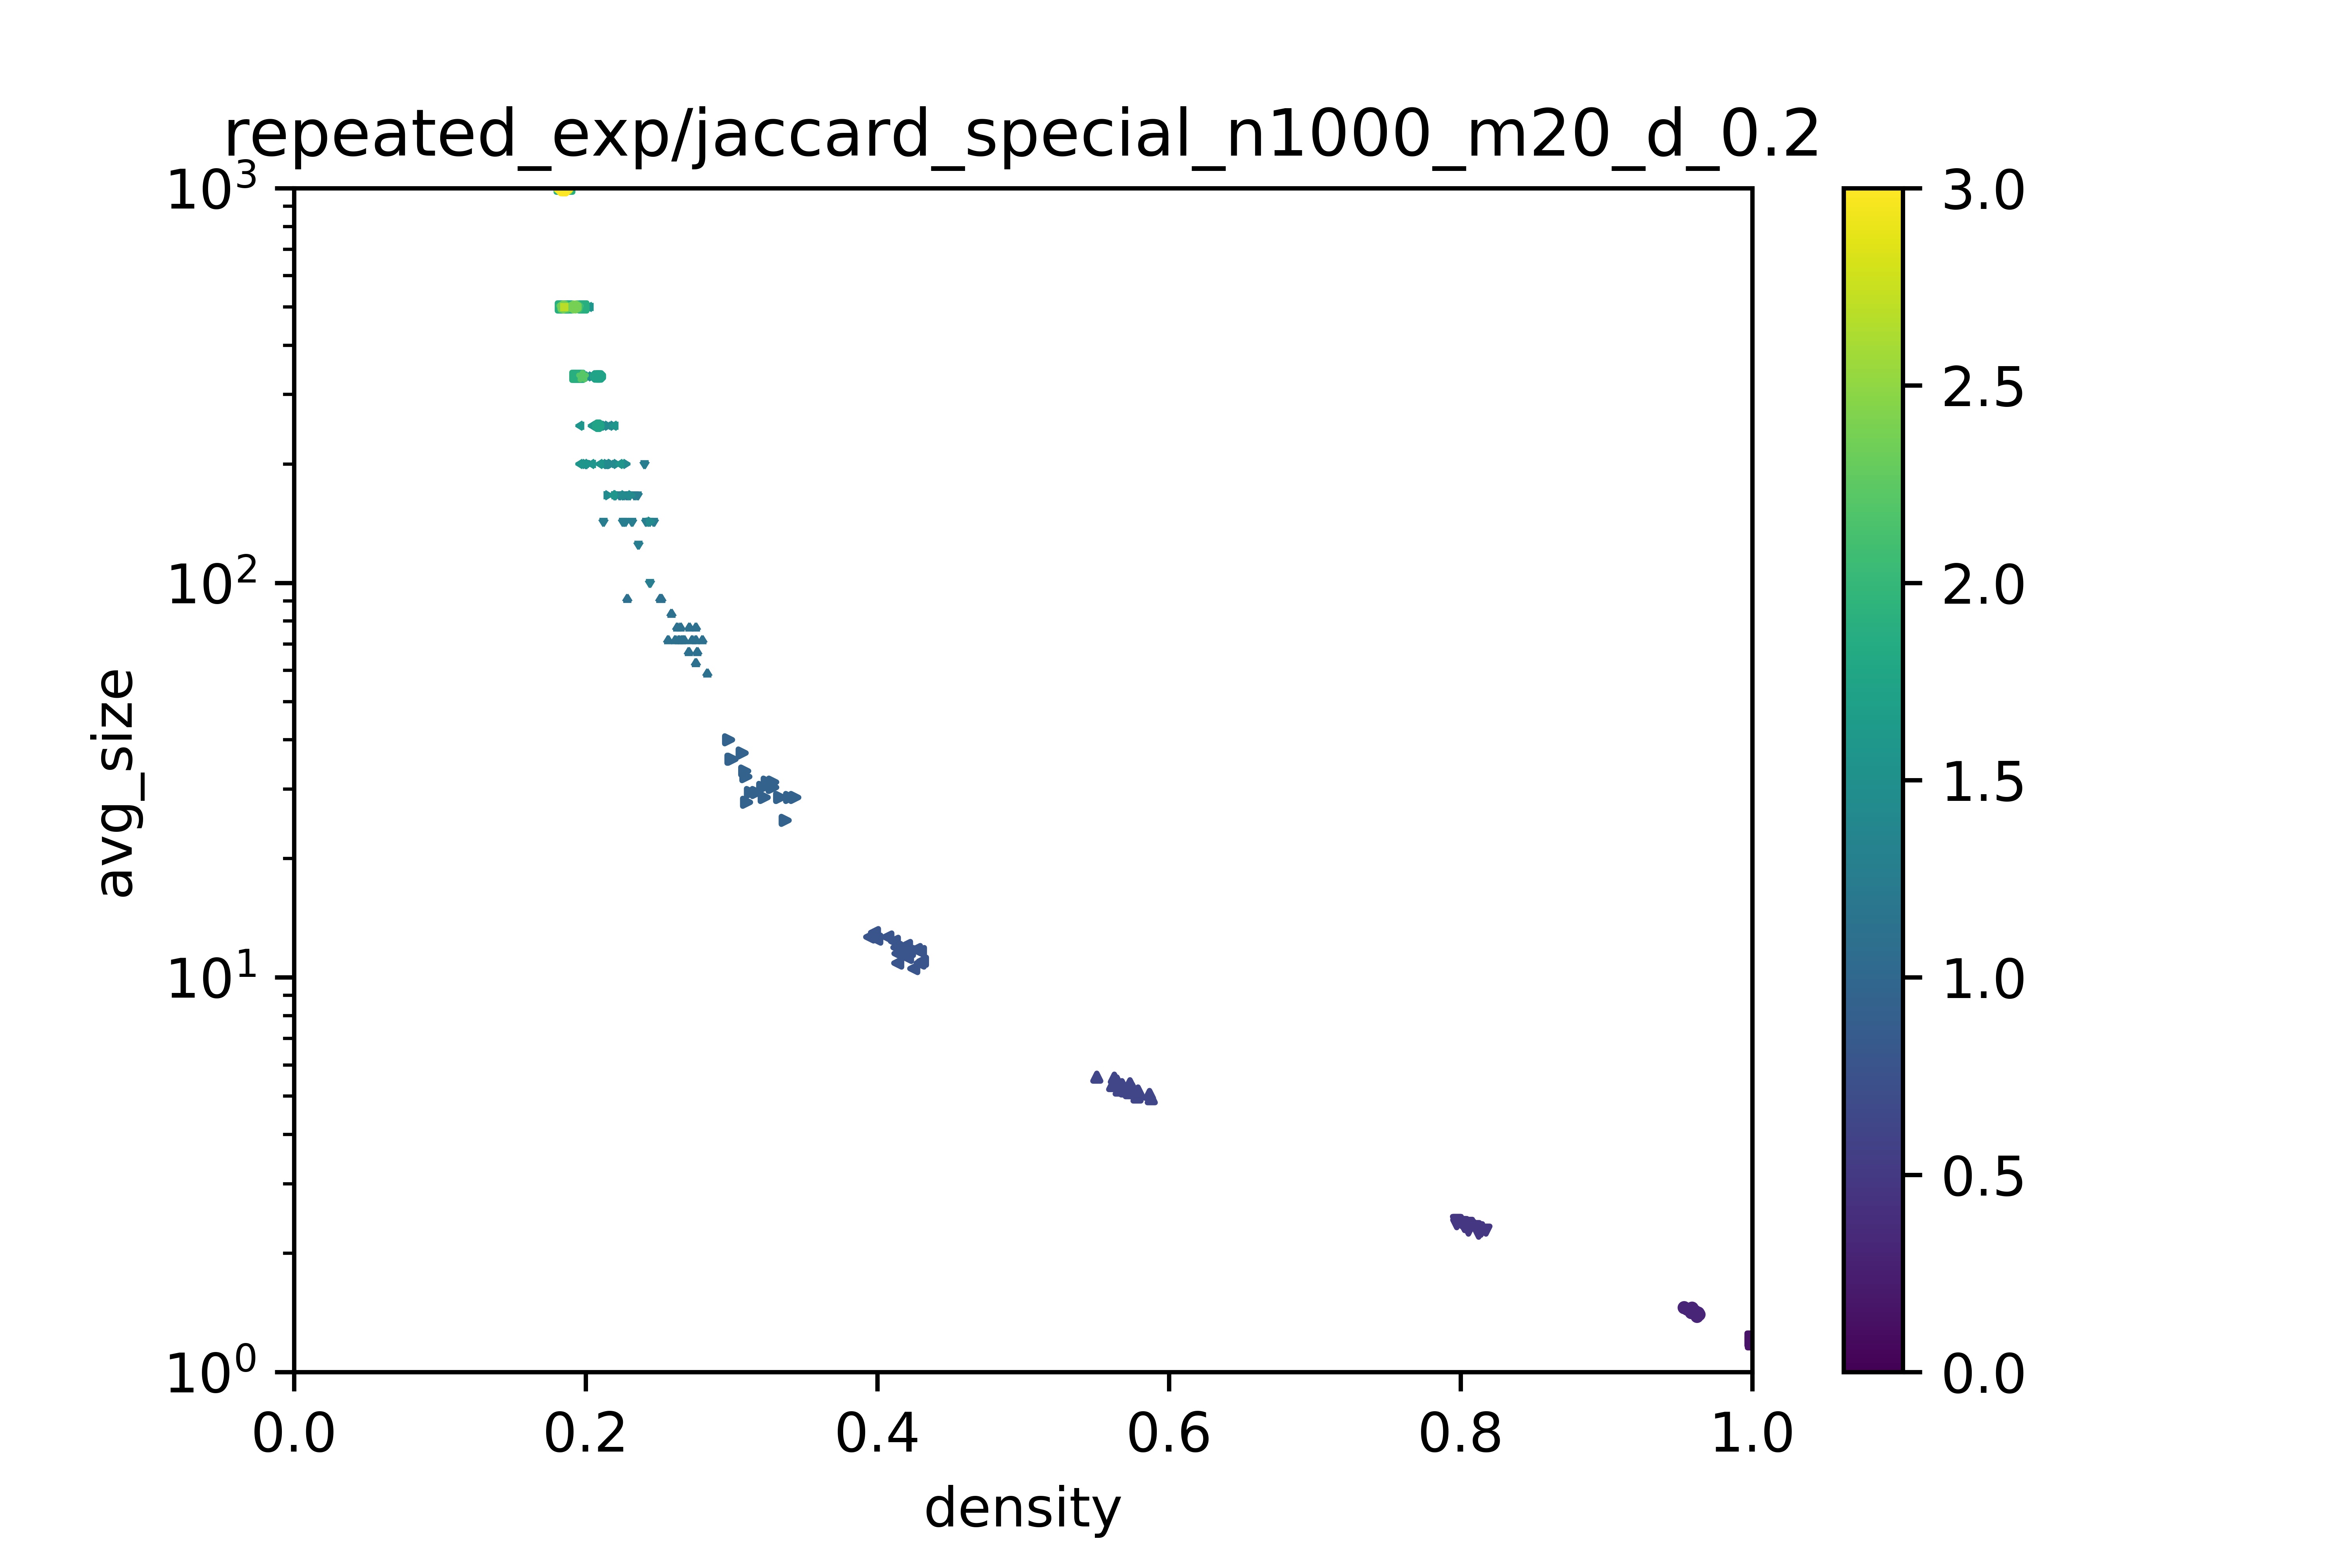 repeated_exp/jaccard_special_n1000_m20_d_0.2
10³
10²
10¹
10⁰
avg_size
0.0 0.2 0.4 0.6 0.8 1.0
density
3.0
2.5
2.0
1.5
1.0
0.5
0.0